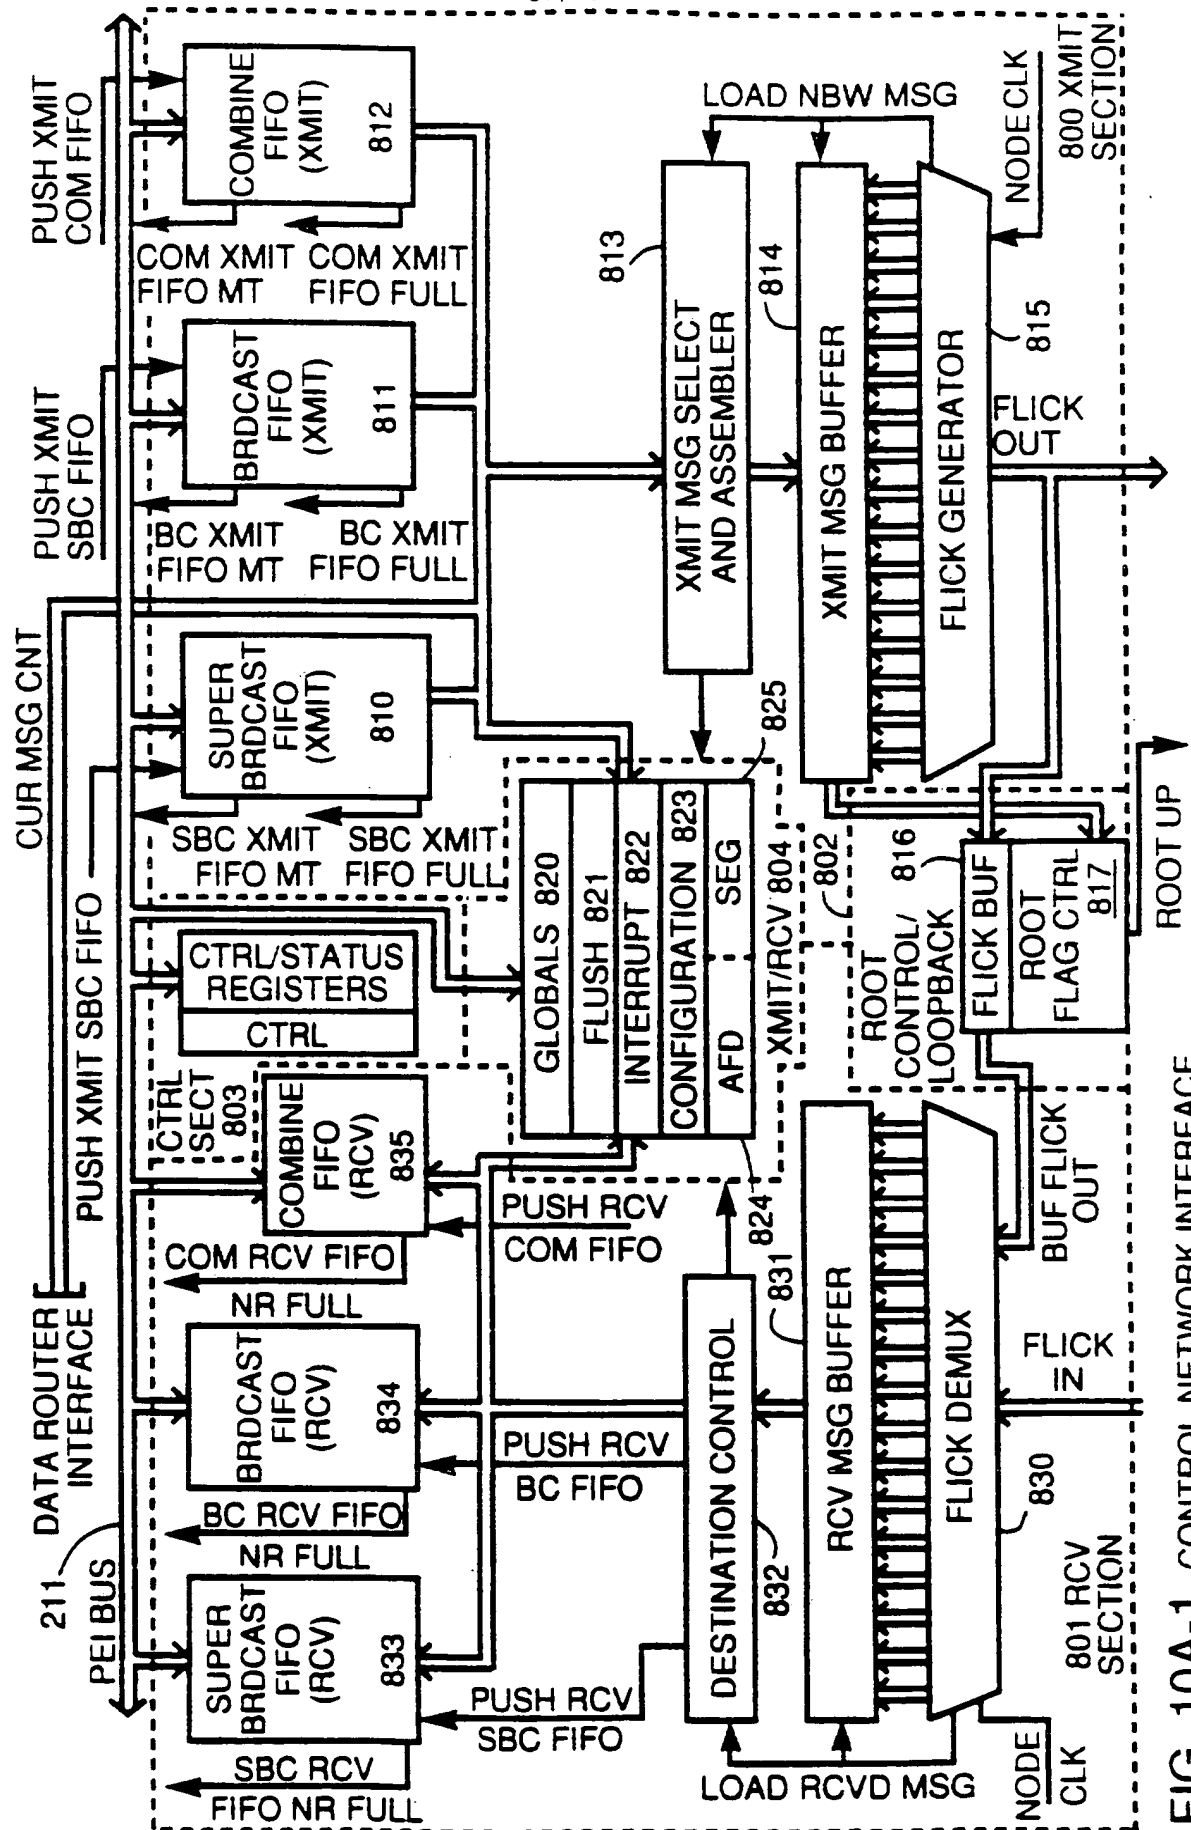 DATA ROUTER
INTERFACE
CUR MSG CNT
211
PEI BUS
PUSH XMIT SBC FIFO
PUSH XMIT
SBC FIFO
PUSH XMIT
COM FIFO
SUPER
BRDCAST
FIFO
(RCV)
833
BRDCAST
FIFO
(RCV)
834
COMBINE
FIFO
(RCV)
835
CTRL
SECT
803
CTRL/STATUS
REGISTERS
CTRL
SUPER
BRDCAST
FIFO
(XMIT)
810
BRDCAST
FIFO
(XMIT)
811
COMBINE
FIFO
(XMIT)
812
SBC RCV
FIFO NR FULL
BC RCV FIFO
NR FULL
COM RCV FIFO
NR FULL
SBC XMIT
FIFO MT
SBC XMIT
FIFO FULL
BC XMIT
FIFO MT
BC XMIT
FIFO FULL
COM XMIT
FIFO MT
COM XMIT
FIFO FULL
PUSH RCV
SBC FIFO
PUSH RCV
BC FIFO
PUSH RCV
COM FIFO
GLOBALS 820
FLUSH 821
INTERRUPT 822
CONFIGURATION 823
AFD
SEG
824
825
XMIT/RCV 804
802
DESTINATION CONTROL
832
RCV MSG BUFFER
831
FLICK DEMUX
830
LOAD RCVD MSG
NODE
CLK
801 RCV
SECTION
FLICK
IN
BUF FLICK
OUT
ROOT
CONTROL/
LOOPBACK
816
FLICK BUF
ROOT
FLAG CTRL
817
ROOT UP
813
XMIT MSG SELECT
AND ASSEMBLER
814
XMIT MSG BUFFER
FLICK GENERATOR
815
FLICK
OUT
LOAD NBW MSG
NODE CLK
800 XMIT
SECTION
FIG. 10A-1 CONTROL NETWORK INTERFACE